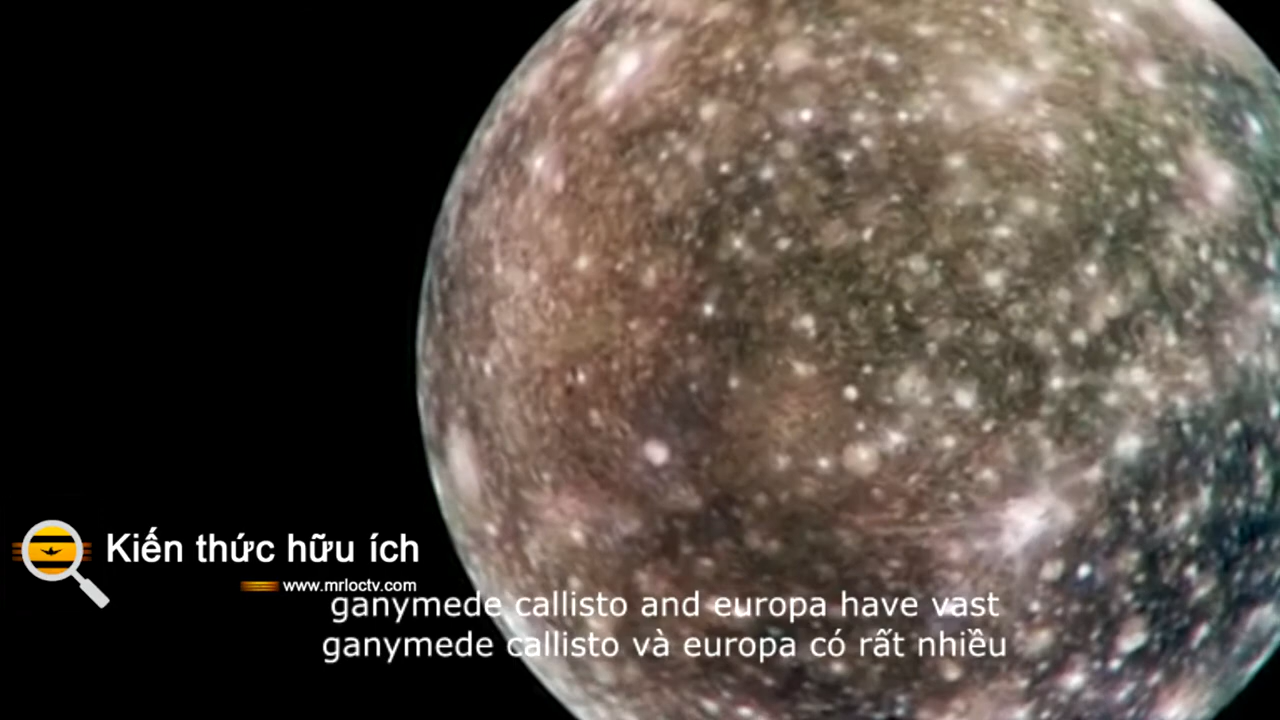 Kiến thức hữu ích
www.mrloctv.com
ganymede callisto and europa have vast
ganymede callisto và europa có rất nhiều